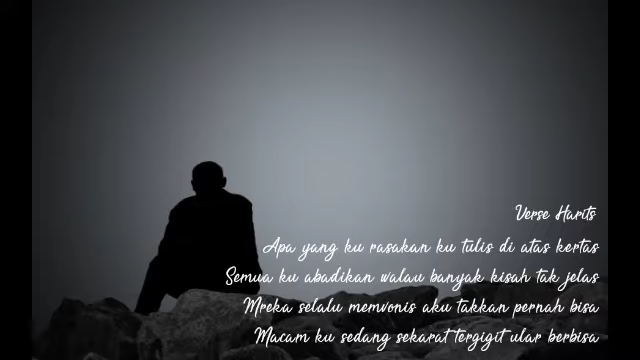 Verse Harits
Apa yang ku rasakan ku tulis di atas kertas
Semua ku abadikan walau banyak kisah tak jelas
Mreka selalu memvonis aku takkan pernah bisa
Macam ku sedang sekarat tergigit ular berbisa